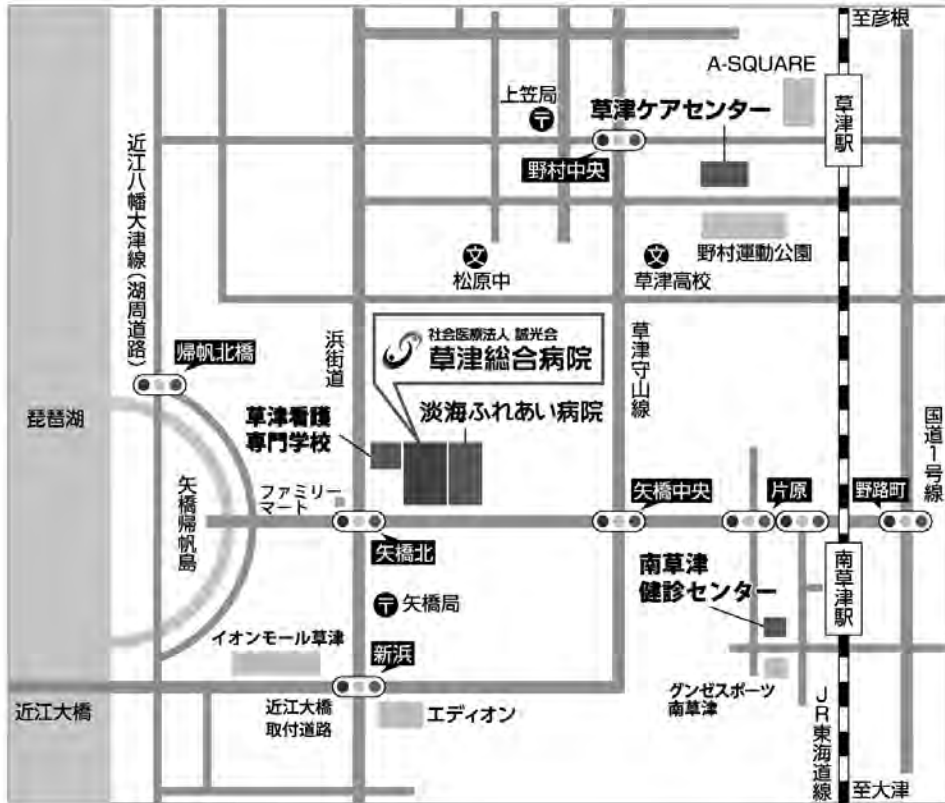 至彦根
A-SQUARE
上笠局
草津ケアセンター
草津駅
野村中央
近江八幡大津線(湖周道路)
松原中
草津高校
野村運動公園
帰帆北橋
浜街道
社会医療法人 誠光会
草津総合病院
草津守山線
琵琶湖
草津看護
専門学校
淡海ふれあい病院
国道1号線
矢橋帰帆島
ファミリー
マート
矢橋北
矢橋中央
片原
野路町
南草津
健診センター
南草津駅
矢橋局
イオンモール草津
新浜
グンゼスポーツ
南草津
近江大橋
近江大橋
取付道路
エディオン
JR東海道線
至大津